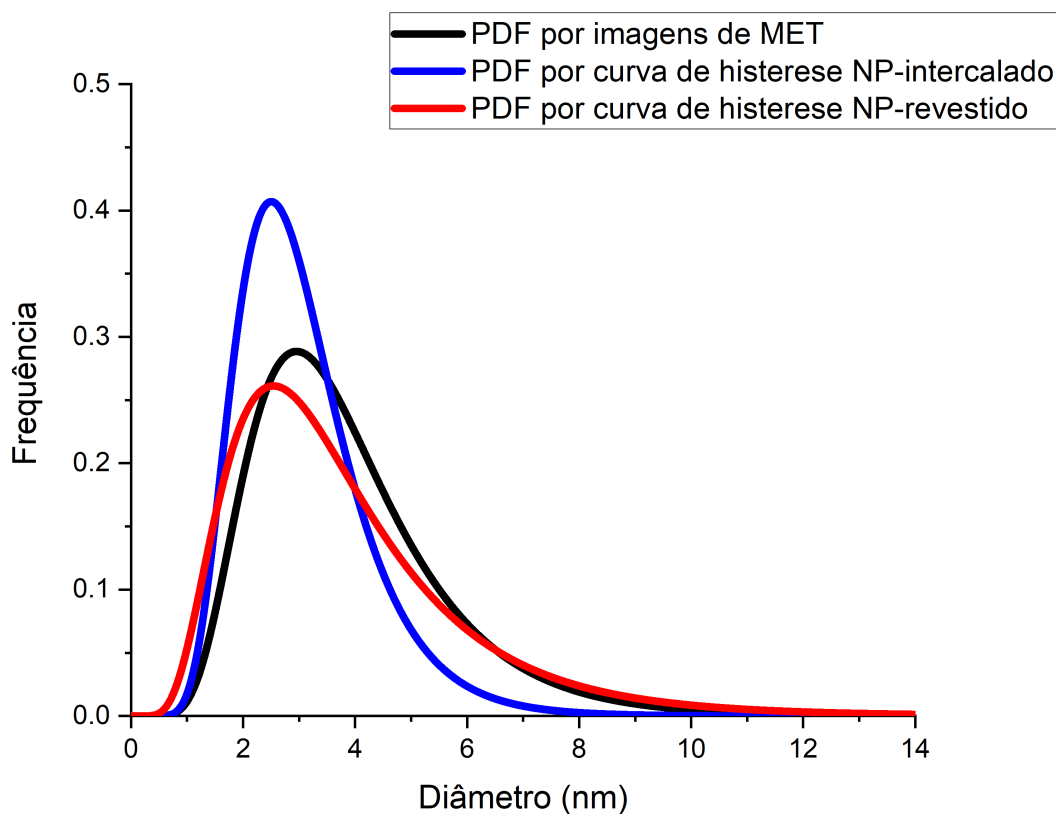 PDF por imagens de MET
PDF por curva de histerese NP-intercalado
PDF por curva de histerese NP-revestido
0.5
0.4
0.3
0.2
0.1
0.0
Frequência
0 2 4 6 8 10 12 14
Diâmetro (nm)